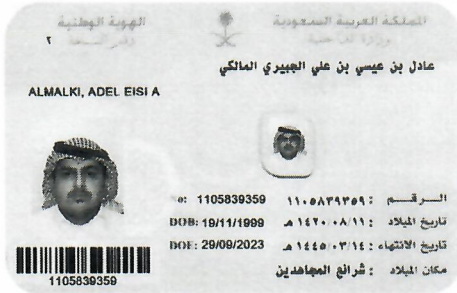 المملكة العربية السعودية
وزارة الداخلية
الهوية الوطنية
٢
عادل بن عيسي بن علي الجبيري المالكي
ALMALKI, ADEL EISI A
الـرقـــم : ١١٠٥٨٣٩٣٥٩ 1105839359
تاريخ الميلاد : ١٤٢٠/٠٨/١١ هـ DOB: 19/11/1999
تاريخ الانتهاء : ١٤٤٥/٠٣/١٤ هـ DOE: 29/09/2023
مكان الميلاد : شرائع المجاهدين
1105839359